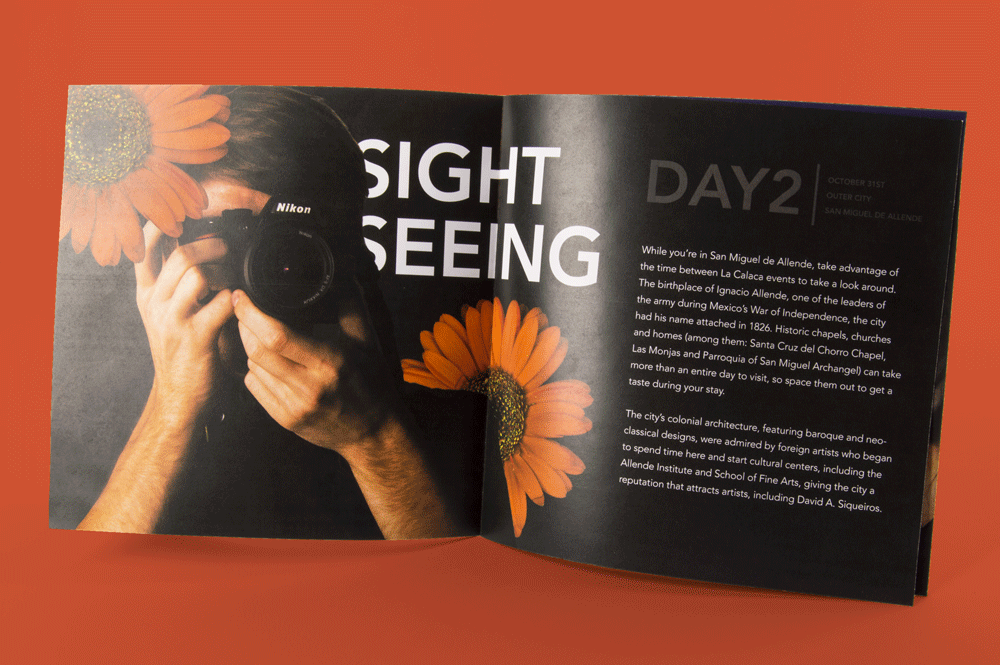 Nikon
SIGHT
SEEING
DAY2
OCTOBER 31ST
OUTER CITY
SAN MIGUEL DE ALLENDE
While you're in San Miguel de Allende, take advantage of
the time between La Calaca events to take a look around.
The birthplace of Ignacio Allende, one of the leaders of
the army during Mexico's War of Independence, the city
had his name attached in 1826. Historic chapels, churches
and homes (among them: Santa Cruz del Chorro Chapel,
Las Monjas and Parroquia of San Miguel Archangel) can take
more than an entire day to visit, so space them out to get a
taste during your stay.
The city's colonial architecture, featuring baroque and neo-
classical designs, were admired by foreign artists who began
to spend time here and start cultural centers, including the
Allende Institute and School of Fine Arts, giving the city a
reputation that attracts artists, including David A. Siqueiros.